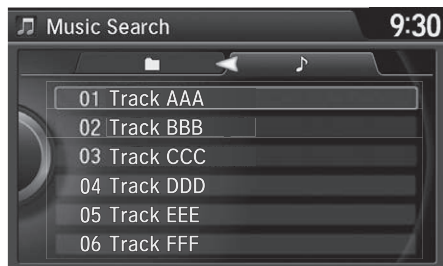 Music Search
9:30
01 Track AAA
02 Track BBB
03 Track CCC
04 Track DDD
05 Track EEE
06 Track FFF